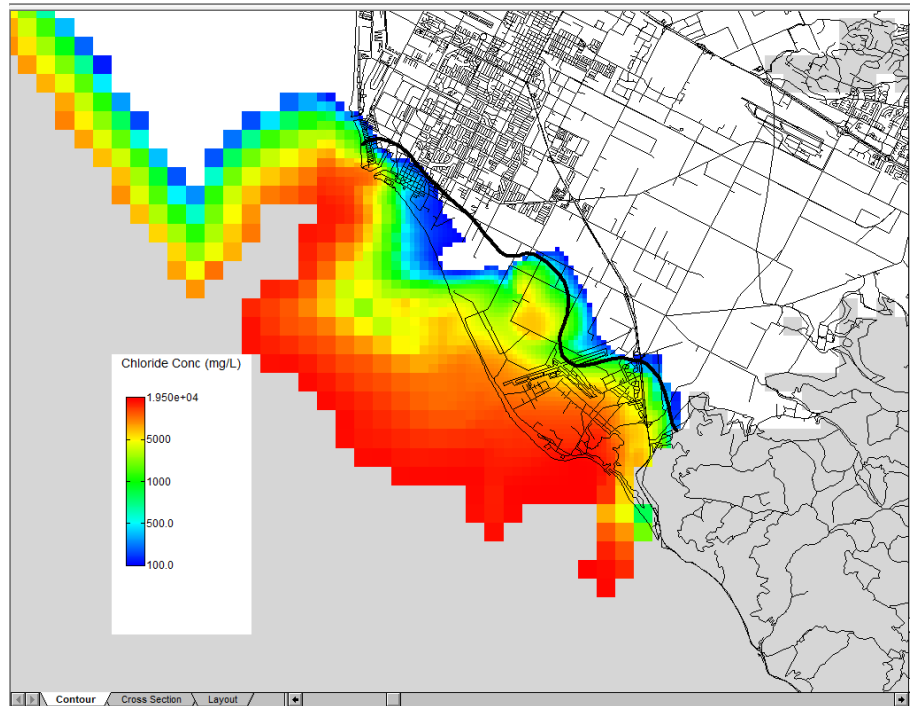 Chloride Conc (mg/L)
1.950e+04
5000
1000
500.0
100.0
Contour
Cross Section
Layout